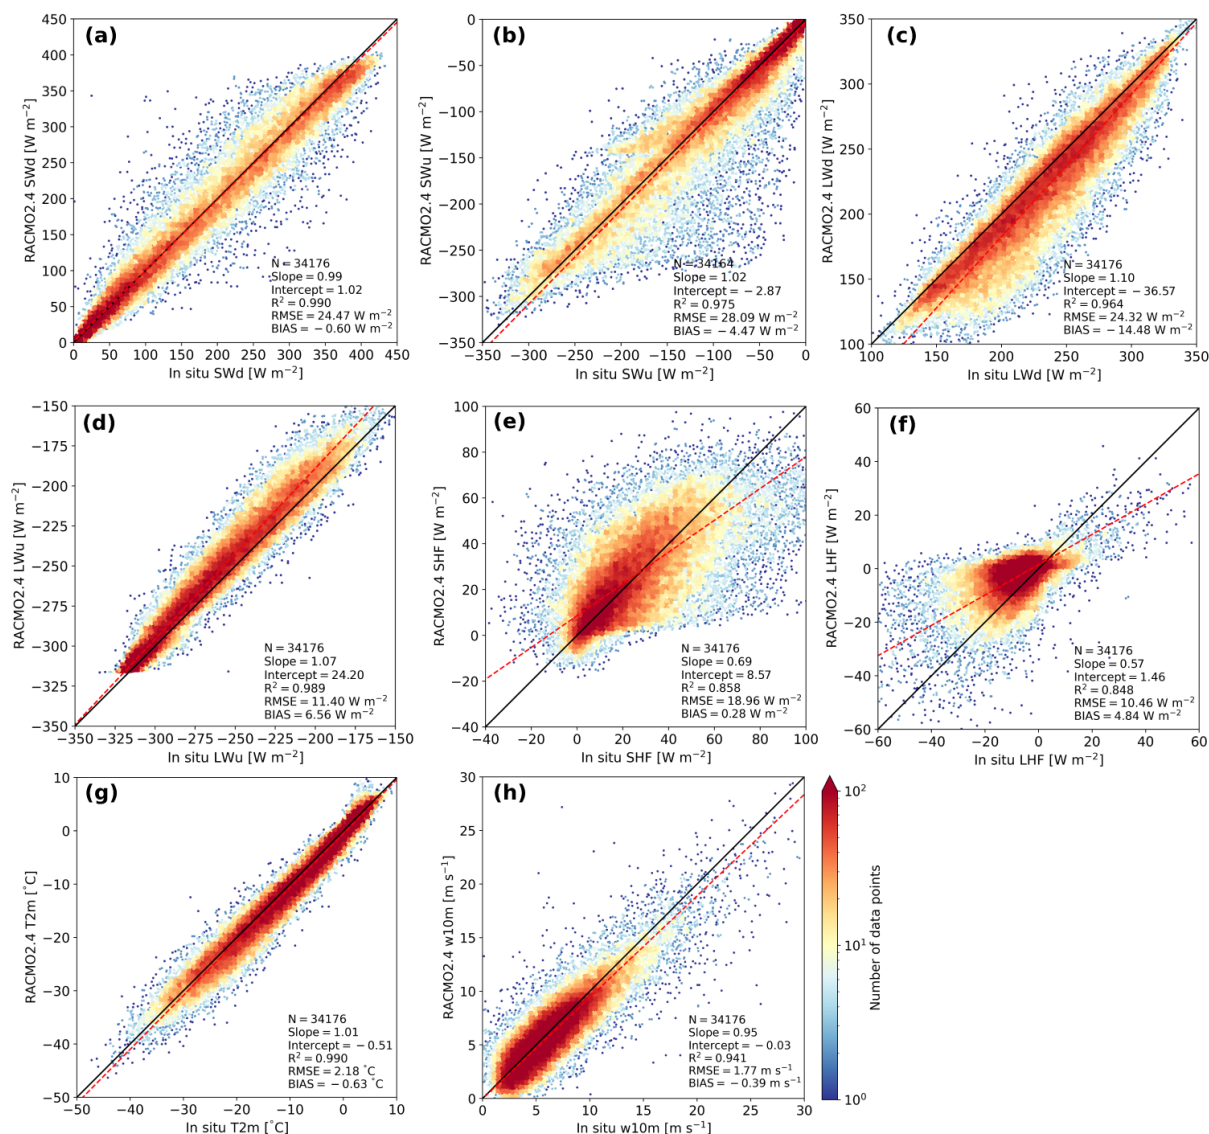 (a)
450
400
350
300
250
200
150
100
50
0
RACMO2.4 SWd [W m⁻²]
N = 34176
Slope = 0.99
Intercept = 1.02
R² = 0.990
RMSE = 24.47 W m⁻²
BIAS = − 0.60 W m⁻²
0 50 100 150 200 250 300 350 400 450
In situ SWd [W m⁻²]
(b)
0
−50
−100
−150
−200
−250
−300
−350
RACMO2.4 SWu [W m⁻²]
N = 34164
Slope = 1.02
Intercept = − 2.87
R² = 0.975
RMSE = 28.09 W m⁻²
BIAS = − 4.47 W m⁻²
−350 −300 −250 −200 −150 −100 −50 0
In situ SWu [W m⁻²]
(c)
350
300
250
200
150
100
RACMO2.4 LWd [W m⁻²]
N = 34176
Slope = 1.10
Intercept = − 36.57
R² = 0.964
RMSE = 24.32 W m⁻²
BIAS = − 14.48 W m⁻²
100 150 200 250 300 350
In situ LWd [W m⁻²]
(d)
−150
−175
−200
−225
−250
−275
−300
−325
−350
RACMO2.4 LWu [W m⁻²]
N = 34176
Slope = 1.07
Intercept = 24.20
R² = 0.989
RMSE = 11.40 W m⁻²
BIAS = 6.56 W m⁻²
−350 −325 −300 −275 −250 −225 −200 −175 −150
In situ LWu [W m⁻²]
(e)
100
80
60
40
20
0
−20
−40
RACMO2.4 SHF [W m⁻²]
N = 34176
Slope = 0.69
Intercept = 8.57
R² = 0.858
RMSE = 18.96 W m⁻²
BIAS = 0.28 W m⁻²
−40 −20 0 20 40 60 80 100
In situ SHF [W m⁻²]
(f)
60
40
20
0
−20
−40
−60
RACMO2.4 LHF [W m⁻²]
N = 34176
Slope = 0.57
Intercept = 1.46
R² = 0.848
RMSE = 10.46 W m⁻²
BIAS = 4.84 W m⁻²
−60 −40 −20 0 20 40 60
In situ LHF [W m⁻²]
(g)
10
0
−10
−20
−30
−40
−50
RACMO2.4 T2m [˚C]
N = 34176
Slope = 1.01
Intercept = − 0.51
R² = 0.990
RMSE = 2.18 ˚C
BIAS = − 0.63 ˚C
−50 −40 −30 −20 −10 0 10
In situ T2m [˚C]
(h)
30
25
20
15
10
5
0
RACMO2.4 w10m [m s⁻¹]
N = 34176
Slope = 0.95
Intercept = − 0.03
R² = 0.941
RMSE = 1.77 m s⁻¹
BIAS = − 0.39 m s⁻¹
0 5 10 15 20 25 30
In situ w10m [m s⁻¹]
10²
10¹
10⁰
Number of data points